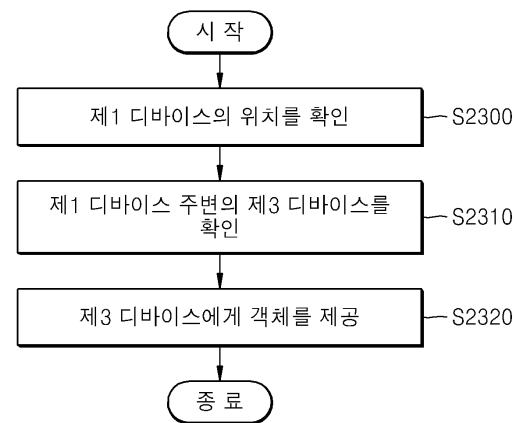 시 작
제1 디바이스의 위치를 확인
S2300
제1 디바이스 주변의 제3 디바이스를
확인
S2310
제3 디바이스에게 객체를 제공
S2320
종 료